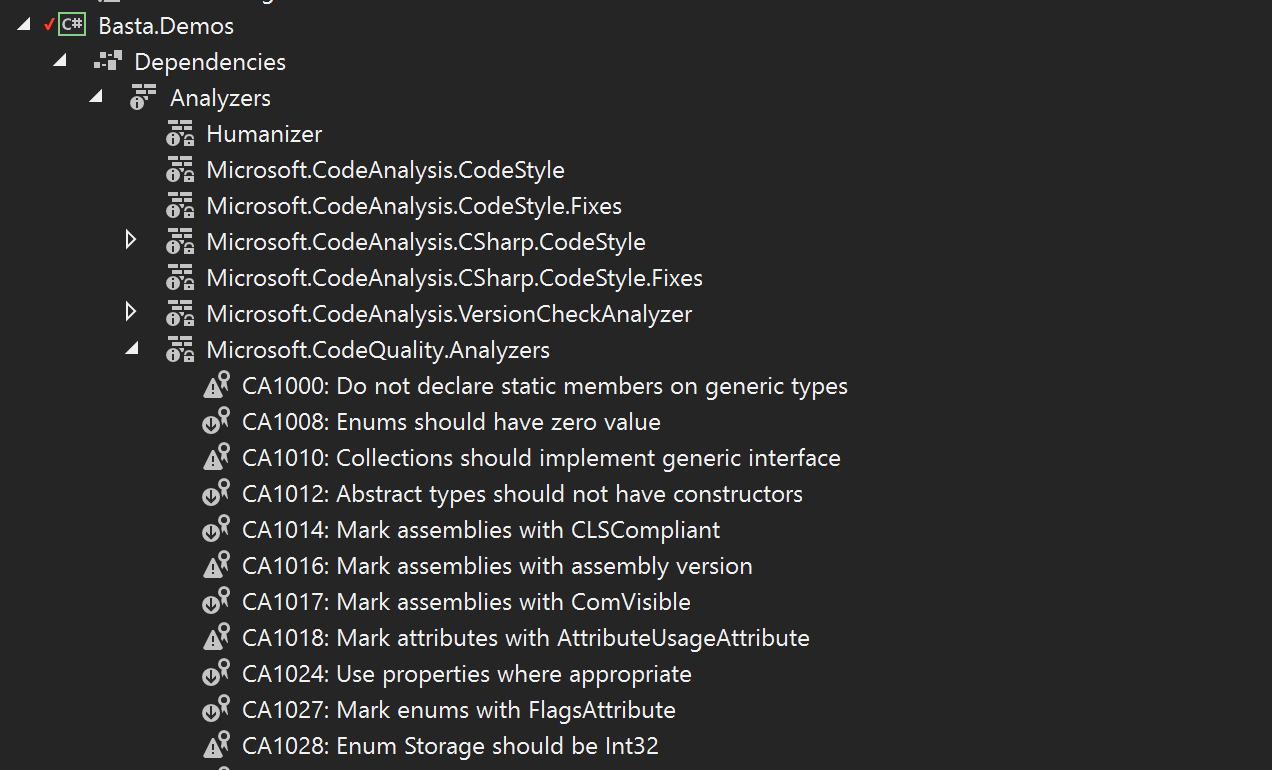 C# Basta.Demos
Dependencies
Analyzers
Humanizer
Microsoft.CodeAnalysis.CodeStyle
Microsoft.CodeAnalysis.CodeStyle.Fixes
Microsoft.CodeAnalysis.CSharp.CodeStyle
Microsoft.CodeAnalysis.CSharp.CodeStyle.Fixes
Microsoft.CodeAnalysis.VersionCheckAnalyzer
Microsoft.CodeQuality.Analyzers
CA1000: Do not declare static members on generic types
CA1008: Enums should have zero value
CA1010: Collections should implement generic interface
CA1012: Abstract types should not have constructors
CA1014: Mark assemblies with CLSCompliant
CA1016: Mark assemblies with assembly version
CA1017: Mark assemblies with ComVisible
CA1018: Mark attributes with AttributeUsageAttribute
CA1024: Use properties where appropriate
CA1027: Mark enums with FlagsAttribute
CA1028: Enum Storage should be Int32